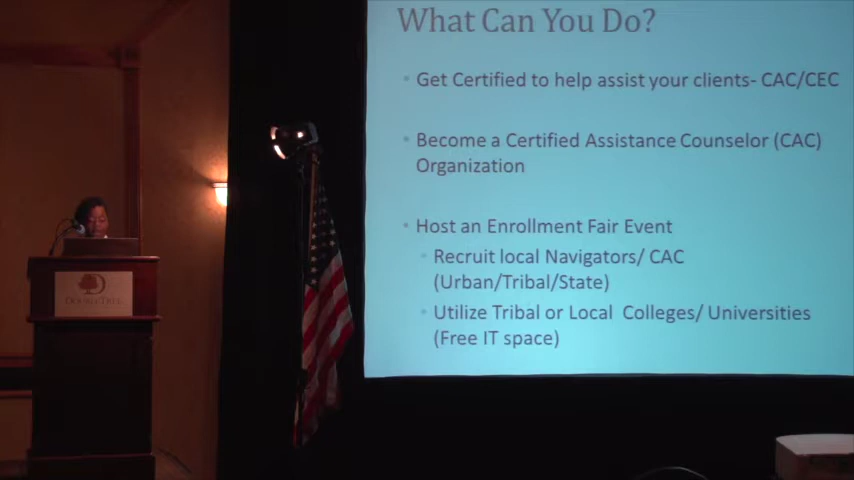 What Can You Do?
Get Certified to help assist your clients- CAC/CEC
Become a Certified Assistance Counselor (CAC)
Organization
Host an Enrollment Fair Event
Recruit local Navigators/ CAC
(Urban/Tribal/State)
Utilize Tribal or Local Colleges/ Universities
(Free IT space)
DOUBLETREE